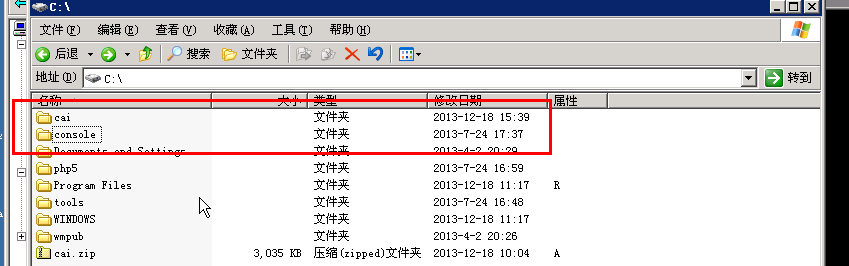 C:\
文件(F) 编辑(E) 查看(V) 收藏(A) 工具(T) 帮助(H)
后退 搜索 文件夹
地址(D) C:\ 转到
名称 大小 类型 修改日期 属性
cai 文件夹 2013-12-18 15:39
console 文件夹 2013-7-24 17:37
Documents and Settings 文件夹 2013-4-2 20:29
php5 文件夹 2013-7-24 16:59
Program Files 文件夹 2013-12-18 11:17 R
tools 文件夹 2013-7-24 16:48
WINDOWS 文件夹 2013-12-18 11:17
wmpub 文件夹 2013-4-2 20:26
cai.zip 3,035 KB 压缩(zipped)文件夹 2013-12-18 10:04 A